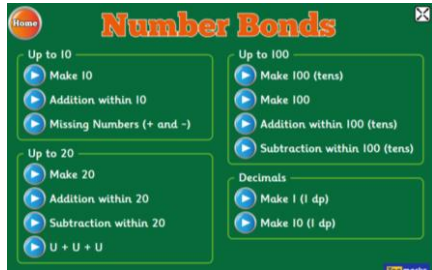 Home
Number Bonds
Up to 10
Make 10
Addition within 10
Missing Numbers (+ and -)
Up to 20
Make 20
Addition within 20
Subtraction within 20
U + U + U
Up to 100
Make 100 (tens)
Make 100
Addition within 100 (tens)
Subtraction within 100 (tens)
Decimals
Make 1 (1 dp)
Make 10 (1 dp)